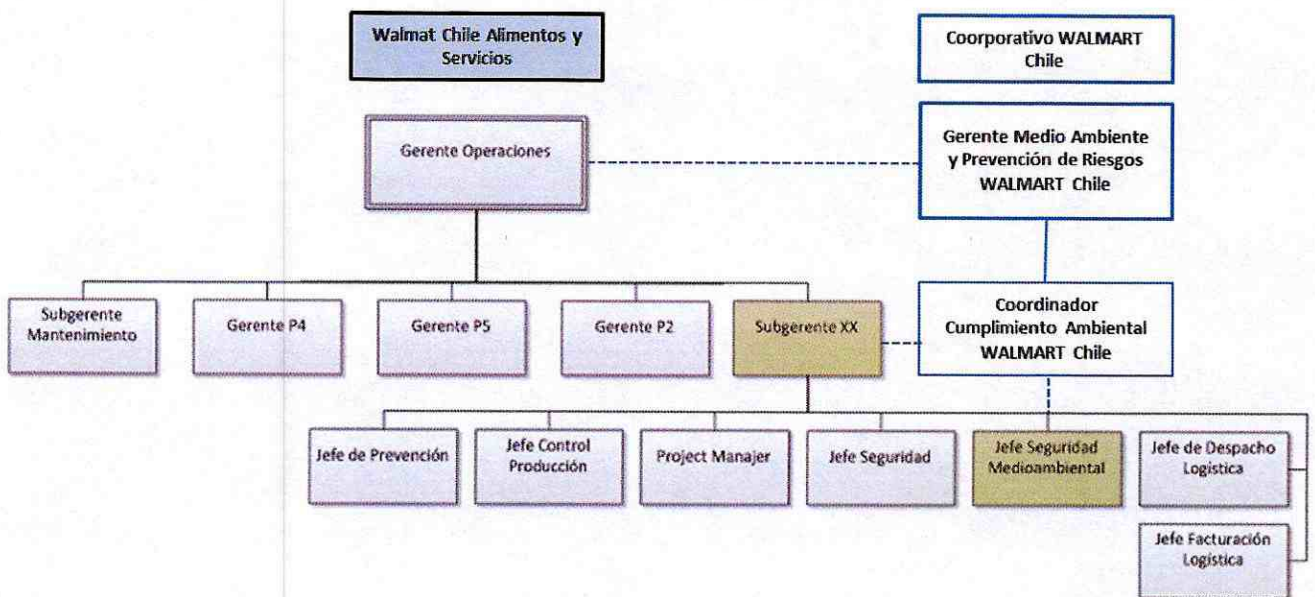 Walmat Chile Alimentos y
Servicios
Coorporativo WALMART
Chile
Gerente Operaciones
Gerente Medio Ambiente
y Prevención de Riesgos
WALMART Chile
Subgerente
Mantenimiento
Gerente P4
Gerente P5
Gerente P2
Subgerente XX
Coordinador
Cumplimiento Ambiental
WALMART Chile
Jefe de Prevención
Jefe Control
Producción
Project Manajer
Jefe Seguridad
Jefe Seguridad
Medioambiental
Jefe de Despacho
Logística
Jefe Facturación
Logística